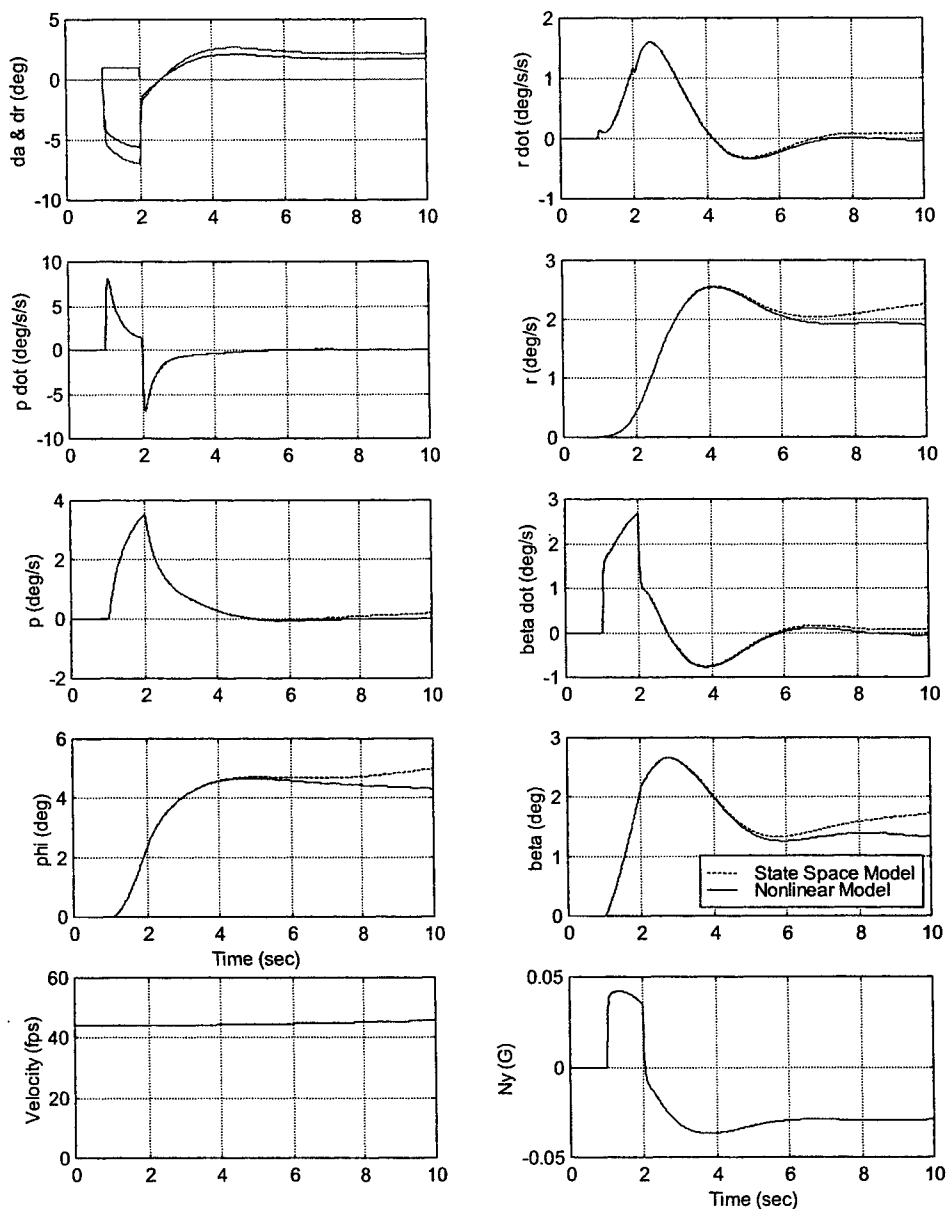 da & dr (deg)
5
0
-5
-10
0 2 4 6 8 10
r dot (deg/s/s)
2
1
0
-1
0 2 4 6 8 10
p dot (deg/s/s)
10
5
0
-5
-10
0 2 4 6 8 10
r (deg/s)
3
2
1
0
0 2 4 6 8 10
p (deg/s)
4
2
0
-2
0 2 4 6 8 10
beta dot (deg/s)
3
2
1
0
-1
0 2 4 6 8 10
phi (deg)
6
4
2
0
0 2 4 6 8 10
Time (sec)
beta (deg)
3
2
1
0
State Space Model
Nonlinear Model
0 2 4 6 8 10
Velocity (fps)
60
40
20
0
0 2 4 6 8 10
Ny (G)
0.05
0
-0.05
0 2 4 6 8 10
Time (sec)